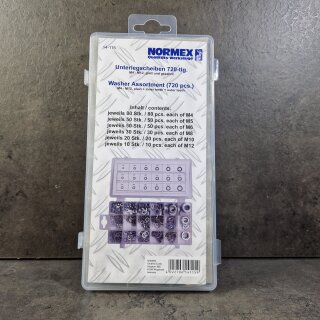 14-115
NORMEX
Qualitäts-Werkzeuge
Unterlegscheiben 720-tlg.
Washer Assortment (720 pcs.)
Inhalt / contents:
jeweils 80 Stk. / 80 pcs. each of M4
jeweils 50 Stk. / 50 pcs. each of M5
jeweils 50 Stk. / 50 pcs. each of M6
jeweils 30 Stk. / 30 pcs. each of M8
jeweils 20 Stk. / 20 pcs. each of M10
jeweils 10 Stk. / 10 pcs. each of M12